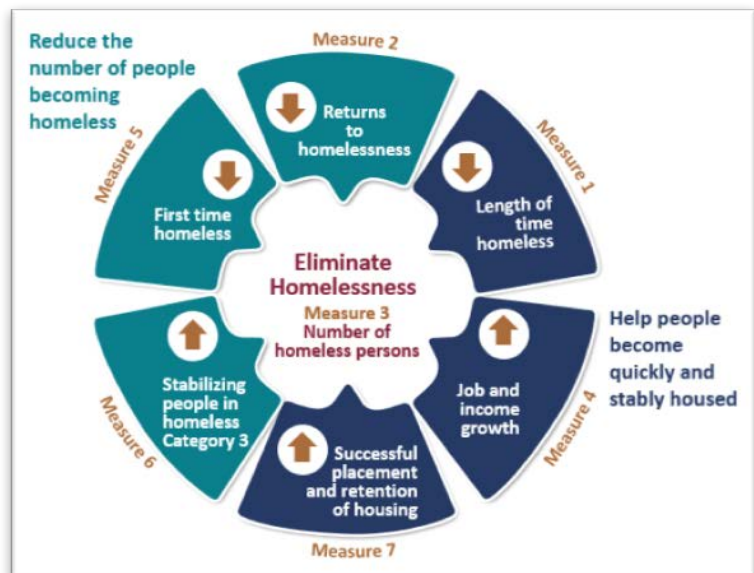 Reduce the
number of people
becoming
homeless
Measure 2
Returns
to
homelessness
Measure 1
Length of
time
homeless
Measure 5
First time
homeless
Eliminate
Homelessness
Measure 3
Number of
homeless persons
Help people
become
quickly and
stably housed
Job and
income
growth
Measure 4
Stabilizing
people in
homeless
Category 3
Measure 6
Successful
placement
and retention
of housing
Measure 7